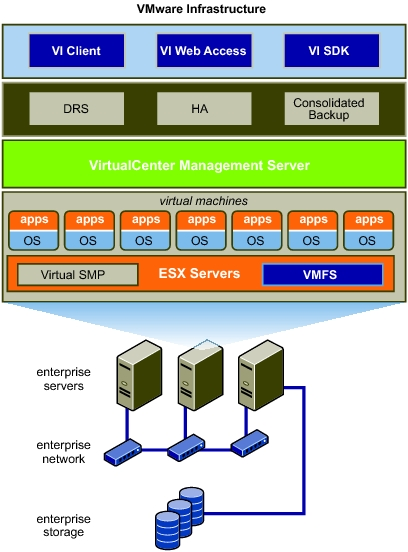 VMware Infrastructure
VI Client VI Web Access VI SDK
DRS HA Consolidated
Backup
VirtualCenter Management Server
virtual machines
apps apps apps apps apps apps apps
OS OS OS OS OS OS OS
Virtual SMP ESX Servers VMFS
enterprise
servers
enterprise
network
enterprise
storage